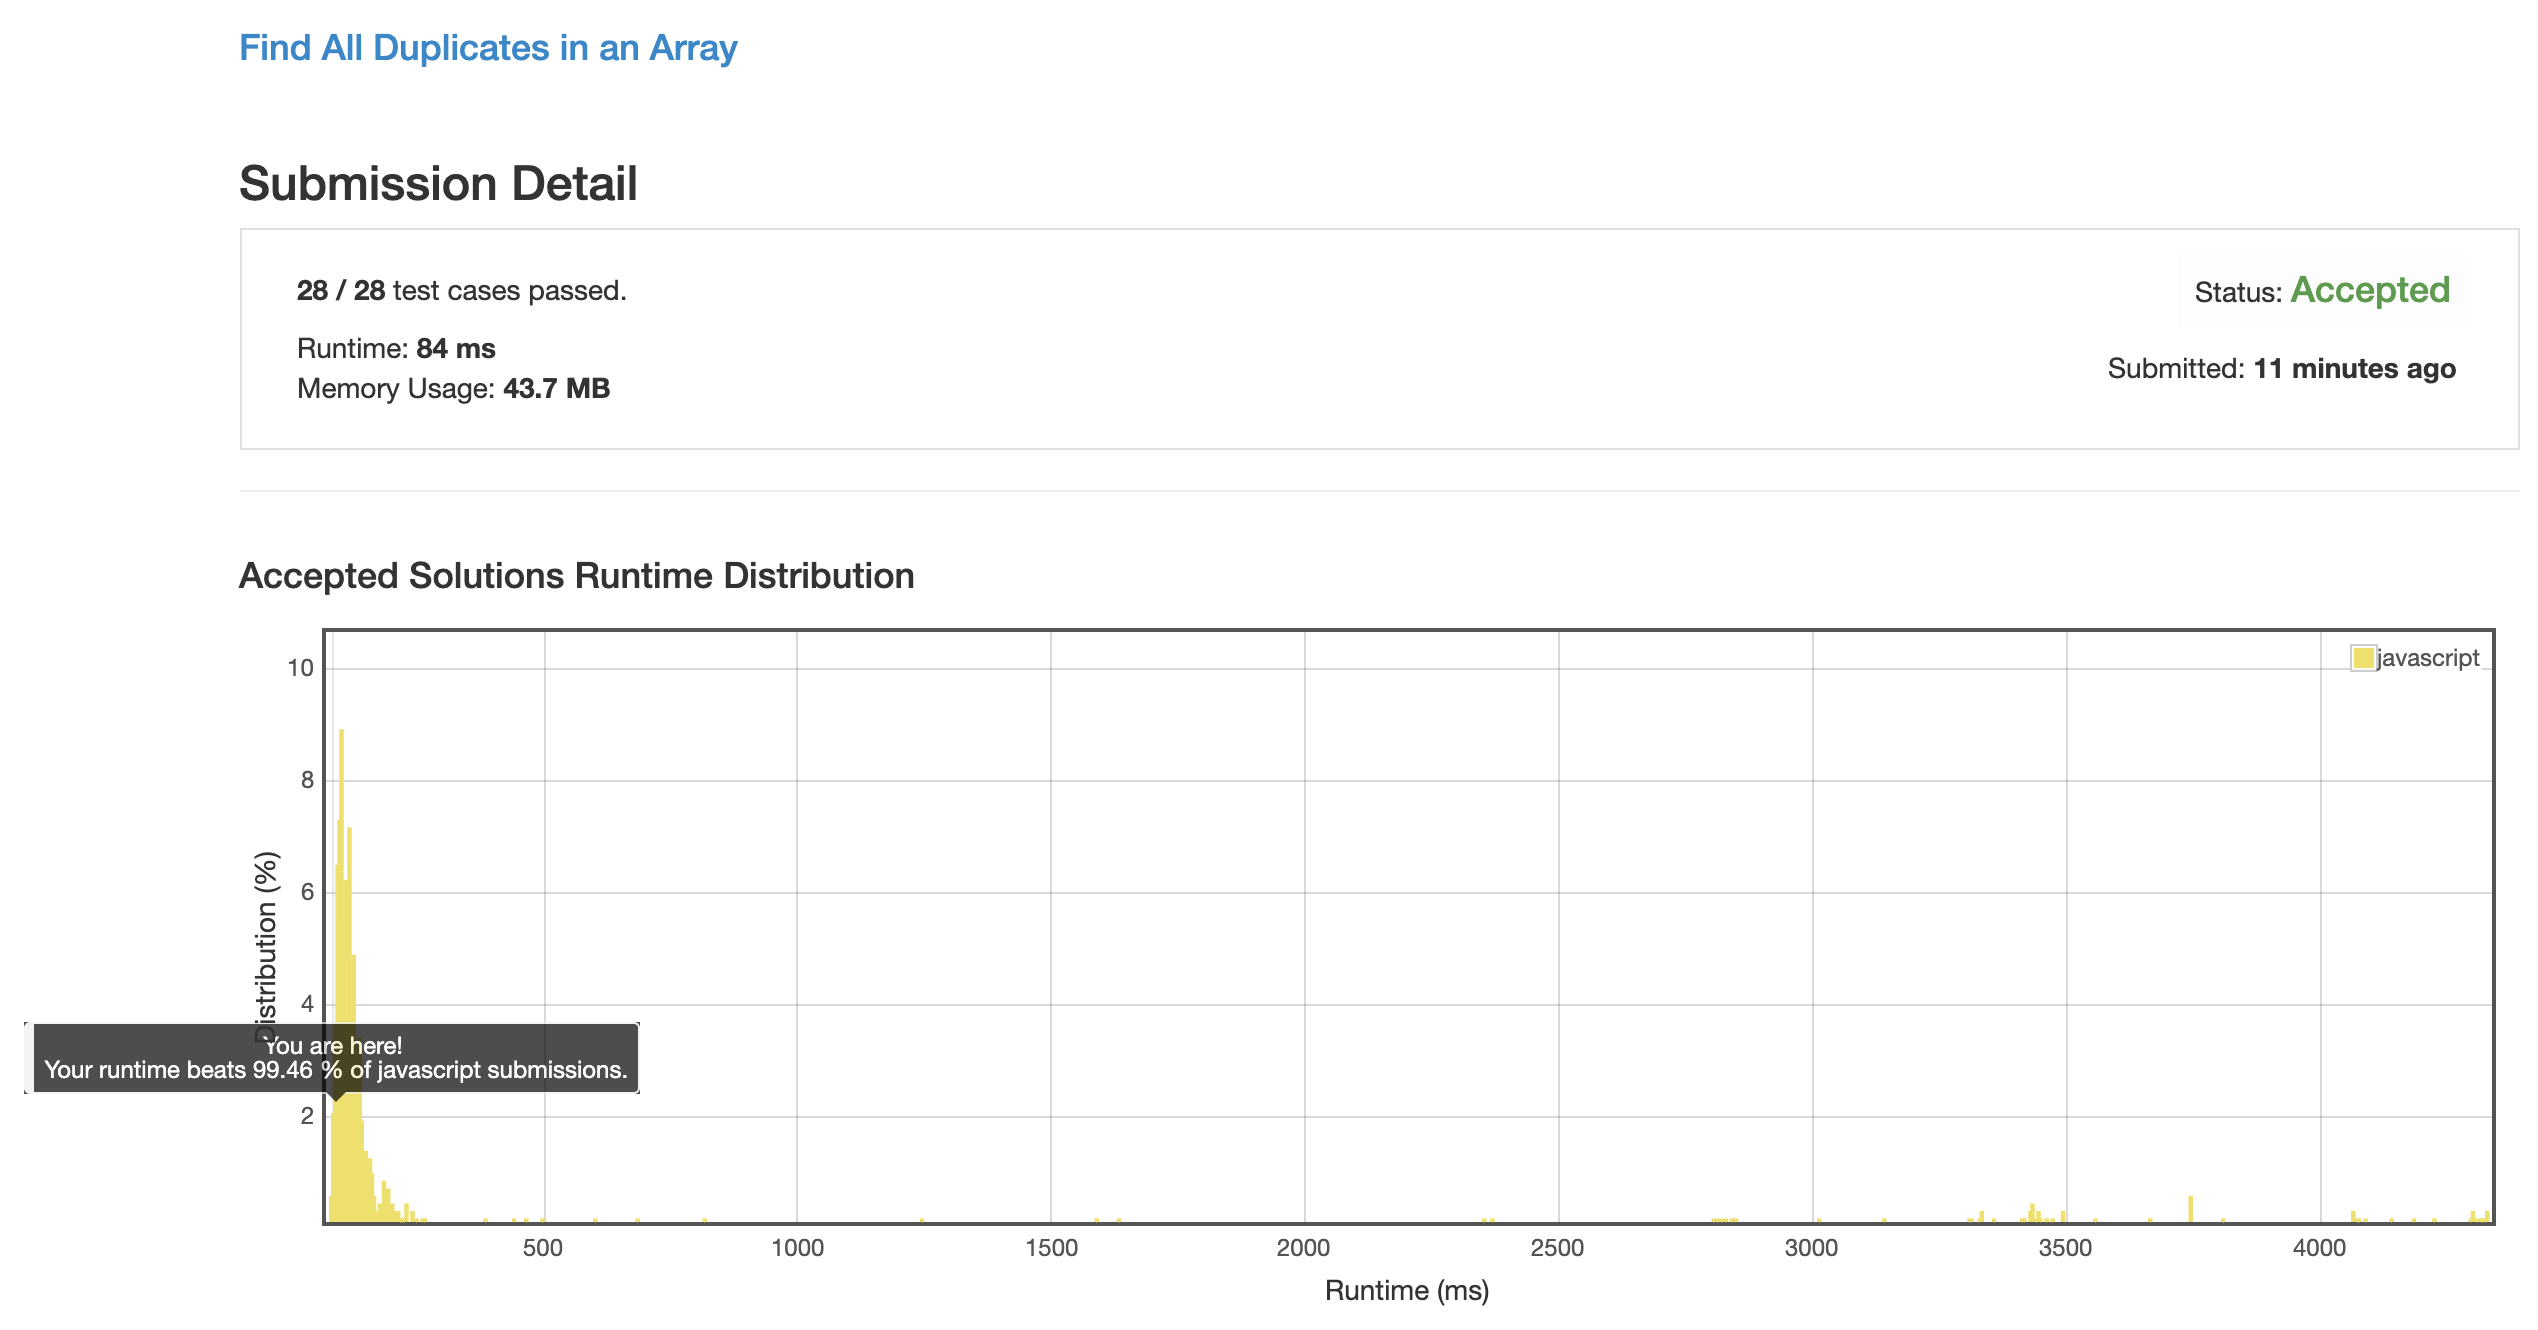 Find All Duplicates in an Array
Submission Detail
28 / 28 test cases passed.
Status: Accepted
Runtime: 84 ms
Submitted: 11 minutes ago
Memory Usage: 43.7 MB
Accepted Solutions Runtime Distribution
javascript
10
8
6
4
2
Distribution (%)
You are here!
Your runtime beats 99.46 % of javascript submissions.
500 1000 1500 2000 2500 3000 3500 4000
Runtime (ms)